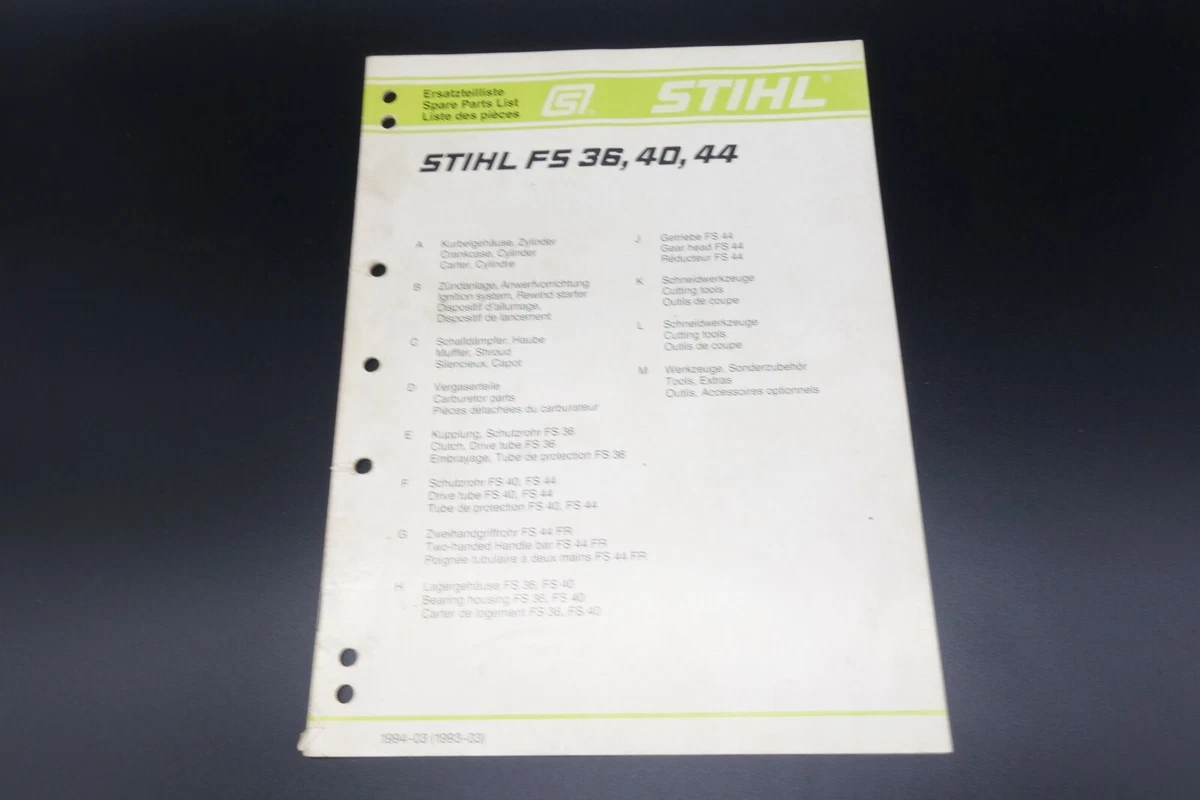 Ersatzteilliste
Spare Parts List
Liste des pièces
STIHL®
STIHL FS 36, 40, 44
A Kurbelgehäuse, Zylinder
Crankcase, Cylinder
Carter, Cylindre
B Zündanlage, Anwerfvorrichtung
Ignition system, Rewind starter
Dispositif d'allumage,
Dispositif de lancement
C Schalldämpfer, Haube
Muffler, Shroud
Silencieux, Capot
D Vergaserteile
Carburetor parts
Pièces détachées du carburateur
E Kupplung, Schutzrohr FS 36
Clutch, Drive tube FS 36
Embrayage, Tube de protection FS 36
F Schutzrohr FS 40, FS 44
Drive tube FS 40, FS 44
Tube de protection FS 40, FS 44
G Zweihandgriffrohr FS 44 FR
Two-handed Handle bar FS 44 FR
Poignée tubulaire à deux mains FS 44 FR
H Lagergehäuse FS 36, FS 40
Bearing housing FS 36, FS 40
Carter de logement FS 36, FS 40
J Getriebe FS 44
Gear head FS 44
Réducteur FS 44
K Schneidwerkzeuge
Cutting tools
Outils de coupe
L Schneidwerkzeuge
Cutting tools
Outils de coupe
M Werkzeuge, Sonderzubehör
Tools, Extras
Outils, Accessoires optionnels
1994-03 (1993-03)